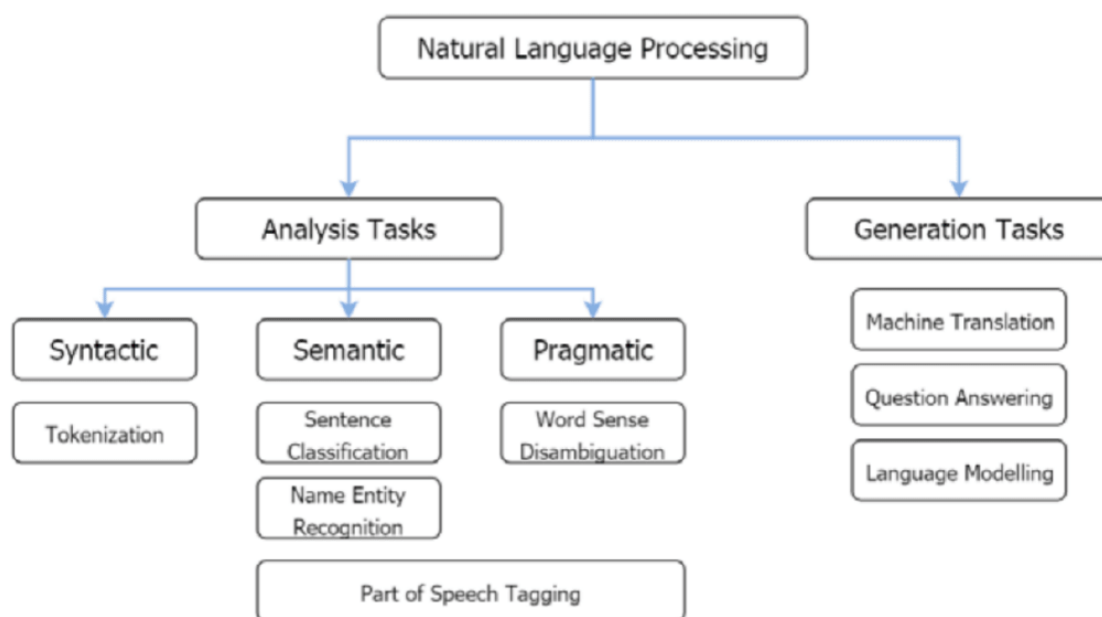 Natural Language Processing
Analysis Tasks
Generation Tasks
Syntactic
Semantic
Pragmatic
Tokenization
Sentence
Classification
Name Entity
Recognition
Word Sense
Disambiguation
Part of Speech Tagging
Machine Translation
Question Answering
Language Modelling